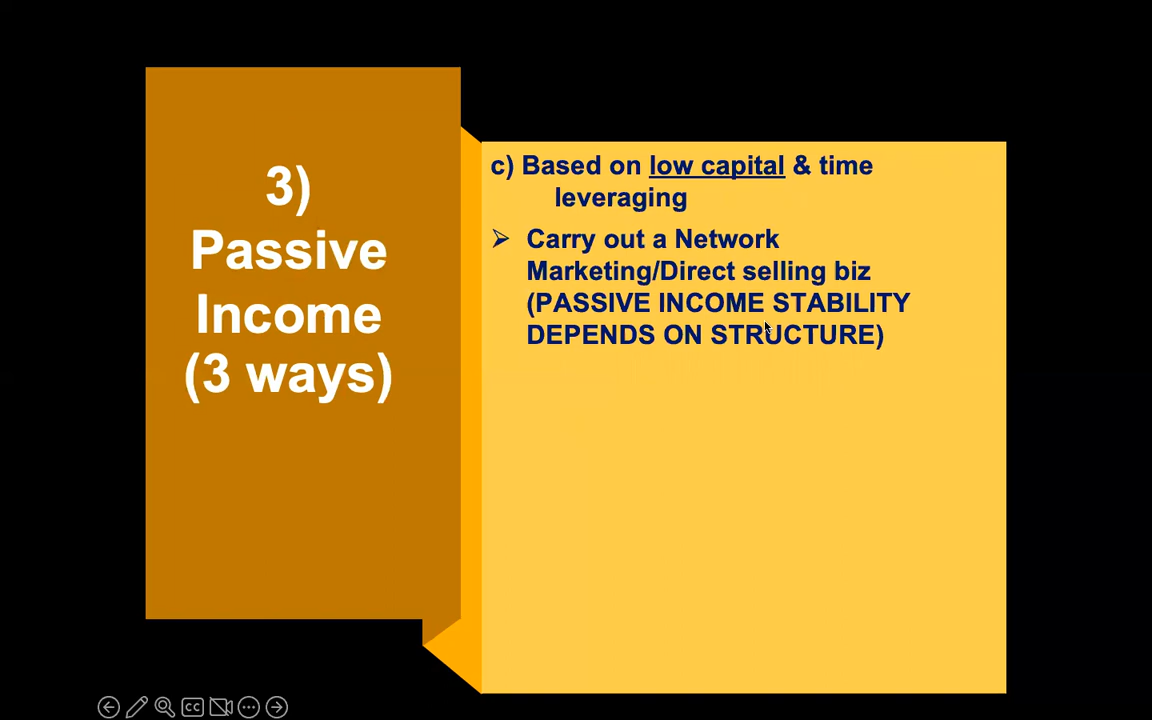 3)
Passive
Income
(3 ways)
c) Based on low capital & time
leveraging
➢ Carry out a Network
Marketing/Direct selling biz
(PASSIVE INCOME STABILITY
DEPENDS ON STRUCTURE)
CC